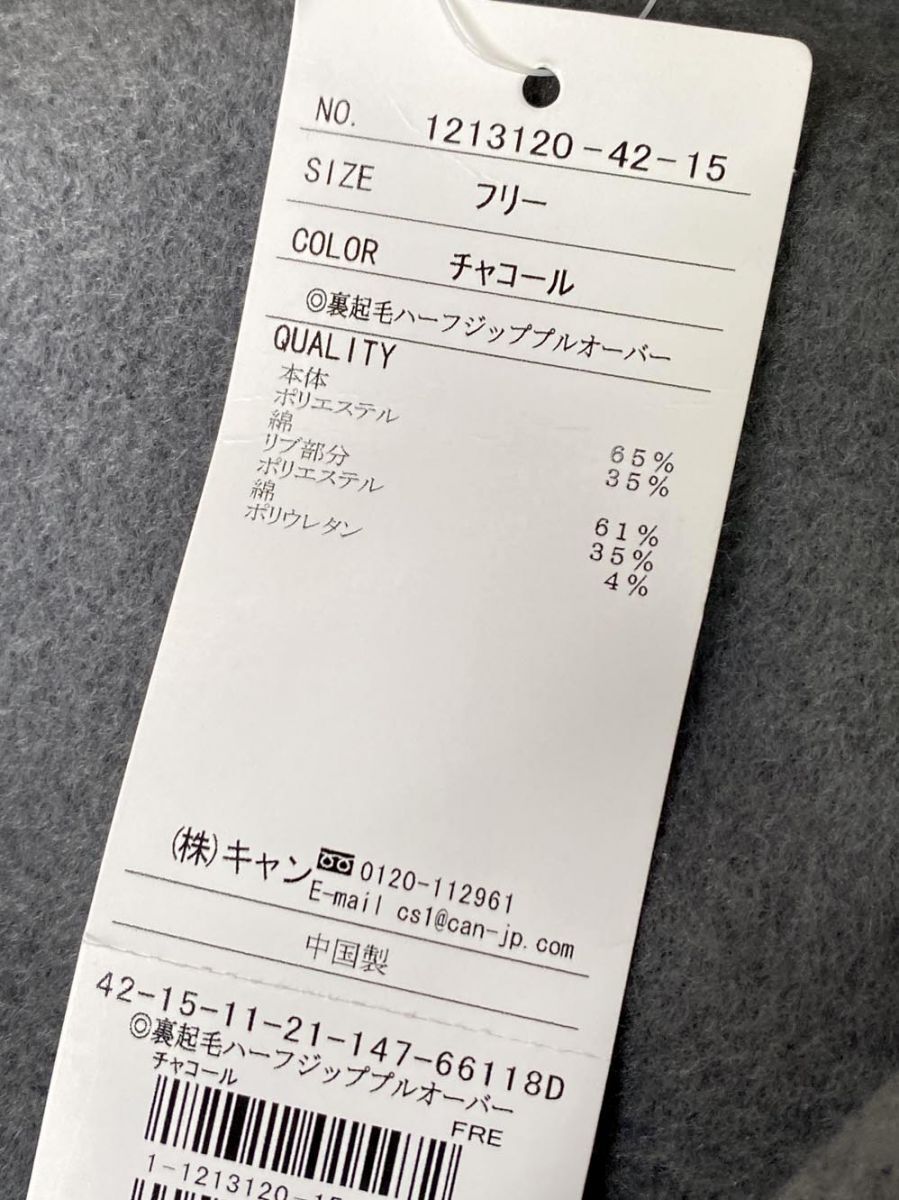 NO. 1213120-42-15
SIZE フリー
COLOR チャコール
◎裏起毛ハーフジッププルオーバー
QUALITY
本体
ポリエステル 65%
綿 35%
リブ部分
ポリエステル 61%
綿 35%
ポリウレタン 4%
(株)キャン 0120-112961
E-mail cs1@can-jp.com
中国製
42-15-11-21-147-66118D
◎裏起毛ハーフジッププルオーバー
チャコール
FRE
1-1213120-15